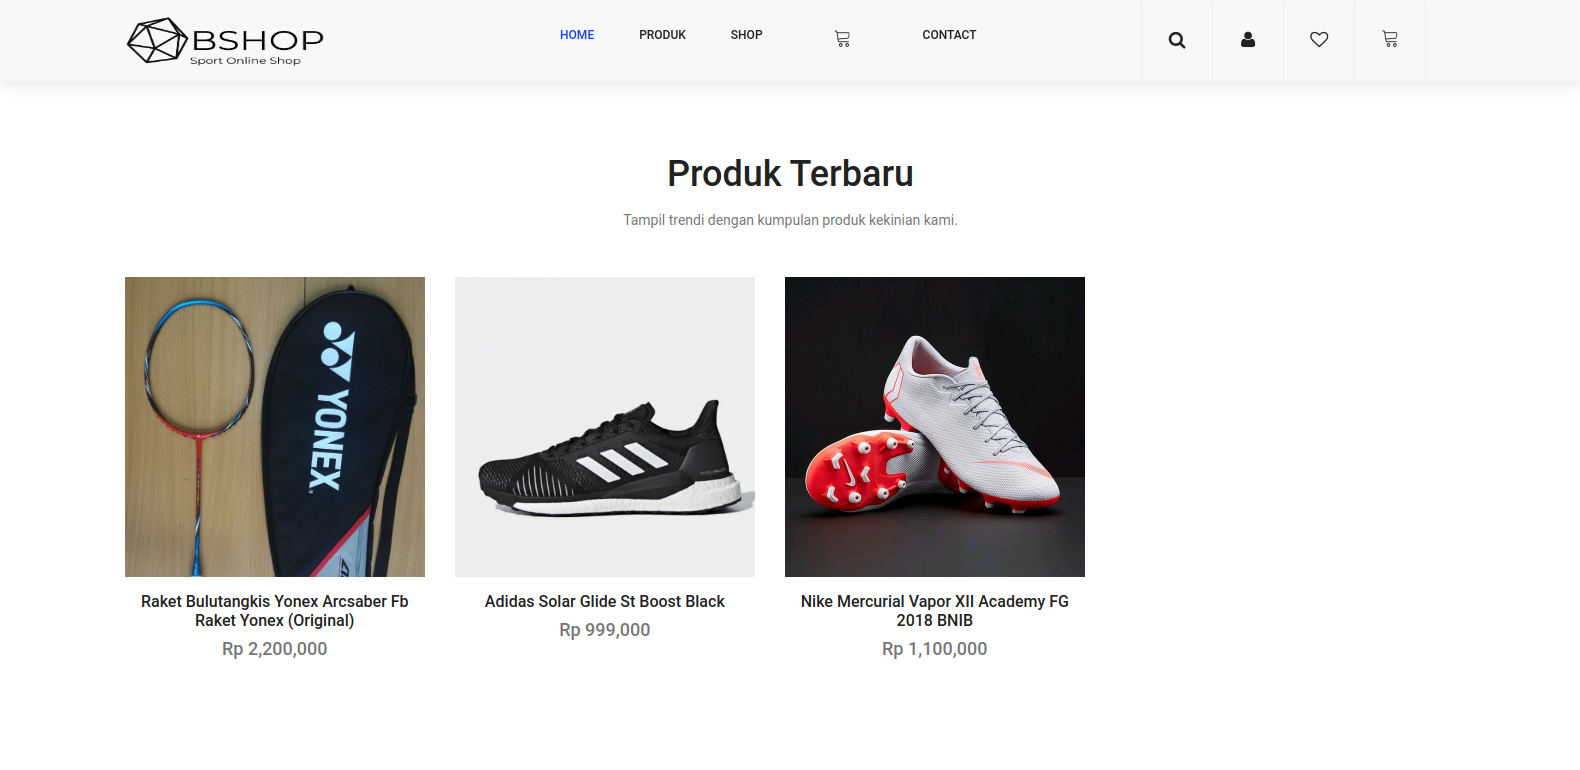 BSHOP
Sport Online Shop
HOME
PRODUK
SHOP
CONTACT
Produk Terbaru
Tampil trendi dengan kumpulan produk kekinian kami.
YONEX
Raket Bulutangkis Yonex Arcsaber Fb
Raket Yonex (Original)
Rp 2,200,000
Adidas Solar Glide St Boost Black
Rp 999,000
Nike Mercurial Vapor XII Academy FG
2018 BNIB
Rp 1,100,000